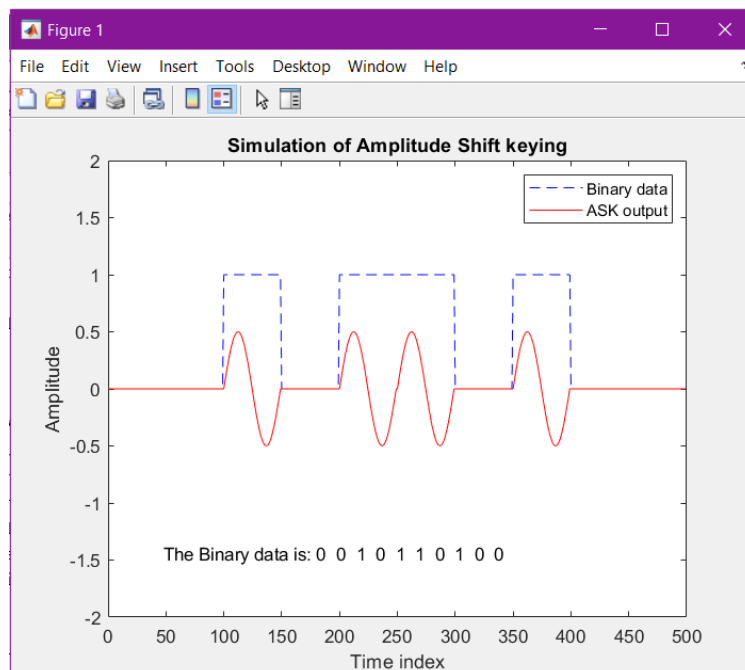 Figure 1
File Edit View Insert Tools Desktop Window Help
Simulation of Amplitude Shift keying
2
1.5
1
0.5
0
-0.5
-1
-1.5
-2
Amplitude
Binary data
ASK output
The Binary data is: 0 0 1 0 1 1 0 1 0 0
0 50 100 150 200 250 300 350 400 450 500
Time index